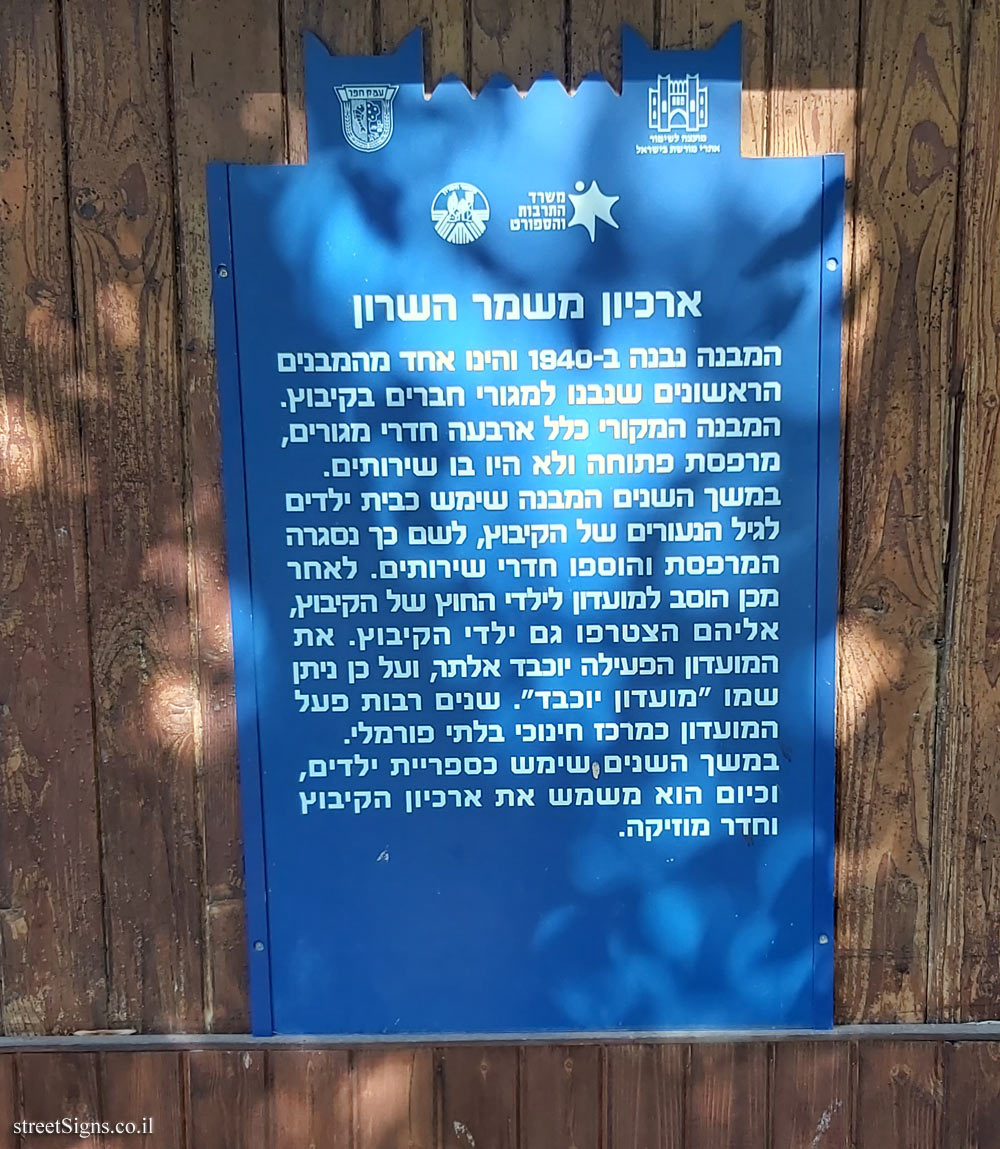 עמק חפר
מועצה לשימור
אתרי מורשת בישראל
משרד
התרבות
והספורט
ארכיון משמר השרון
המבנה נבנה ב-1940 והינו אחד מהמבנים
הראשונים שנבנו למגורי חברים בקיבוץ.
המבנה המקורי כלל ארבעה חדרי מגורים,
מרפסת פתוחה ולא היו בו שירותים.
במשך השנים המבנה שימש כבית ילדים
לגיל הנעורים של הקיבוץ, לשם כך נסגרה
המרפסת והוספו חדרי שירותים. לאחר
מכן הוסב למועדון לילדי החוץ של הקיבוץ,
אליהם הצטרפו גם ילדי הקיבוץ. את
המועדון הפעילה יוכבד אלתר, ועל כן ניתן
שמו "מועדון יוכבד". שנים רבות פעל
המועדון כמרכז חינוכי בלתי פורמלי.
במשך השנים שימש כספריית ילדים,
וכיום הוא משמש את ארכיון הקיבוץ
וחדר מוזיקה.
streetSigns.co.il